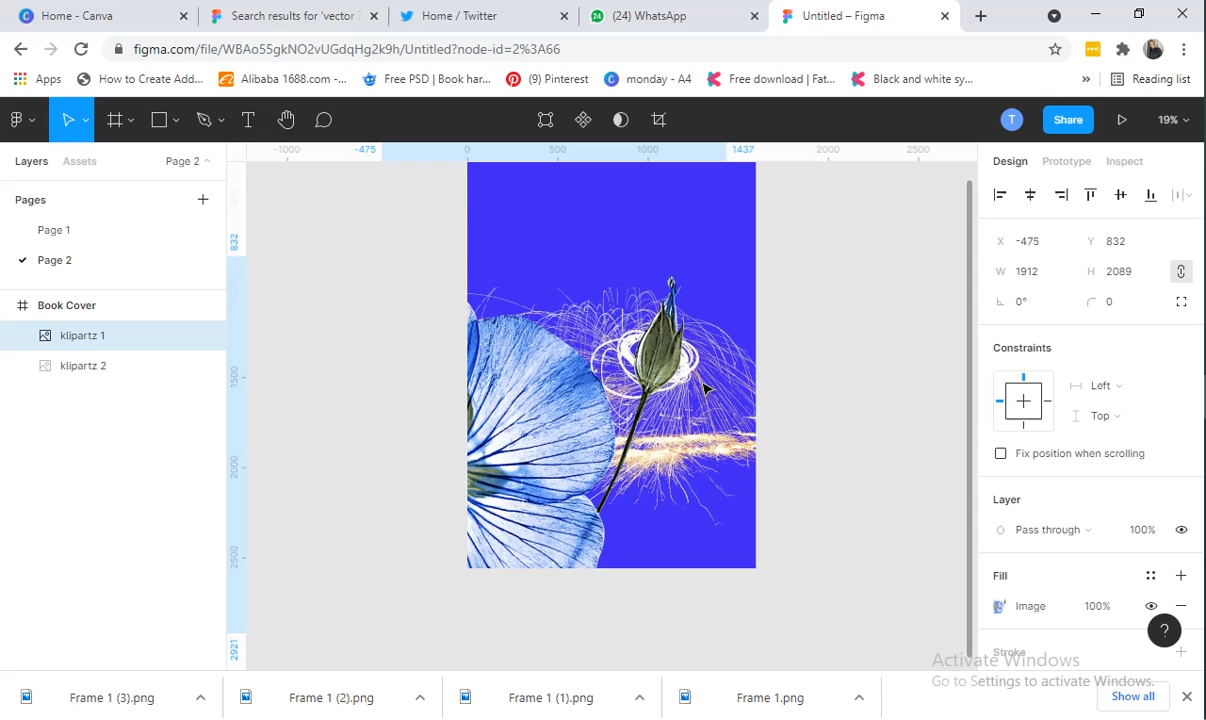 Home - Canva
Search results for 'vector
Home / Twitter
24
(24) WhatsApp
Untitled – Figma
figma.com/file/WBAo55gkNO2vUGdqHg2k9h/Untitled?node-id=2%3A66
Apps
How to Create Add...
Alibaba 1688.com -...
Free PSD | Book har...
(9) Pinterest
monday - A4
Free download | Fat...
Black and white sy...
»
Reading list
T
Share
19%
Layers
Assets
Page 2
-1000
-475
0
500
1000
1437
2000
2500
Design
Prototype
Inspect
Pages
Page 1
Page 2
832
X -475
Y 832
W 1912
H 2089
0°
0
Book Cover
klipartz 1
klipartz 2
1500
2000
2500
2921
Constraints
Left
Top
Fix position when scrolling
Layer
Pass through
100%
Fill
Image
100%
?
Stroke
Activate Windows
Go to Settings to activate Windows.
Frame 1 (3).png
Frame 1 (2).png
Frame 1 (1).png
Frame 1.png
Show all